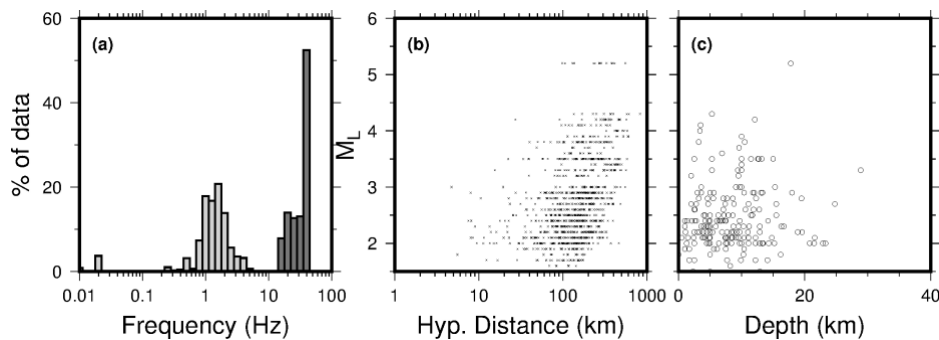 (a)
(b)
(c)
60
40
20
0
% of data
0.01
0.1
1
10
100
Frequency (Hz)
6
5
4
3
2
M_L
1
10
100
1000
Hyp. Distance (km)
0
20
40
Depth (km)